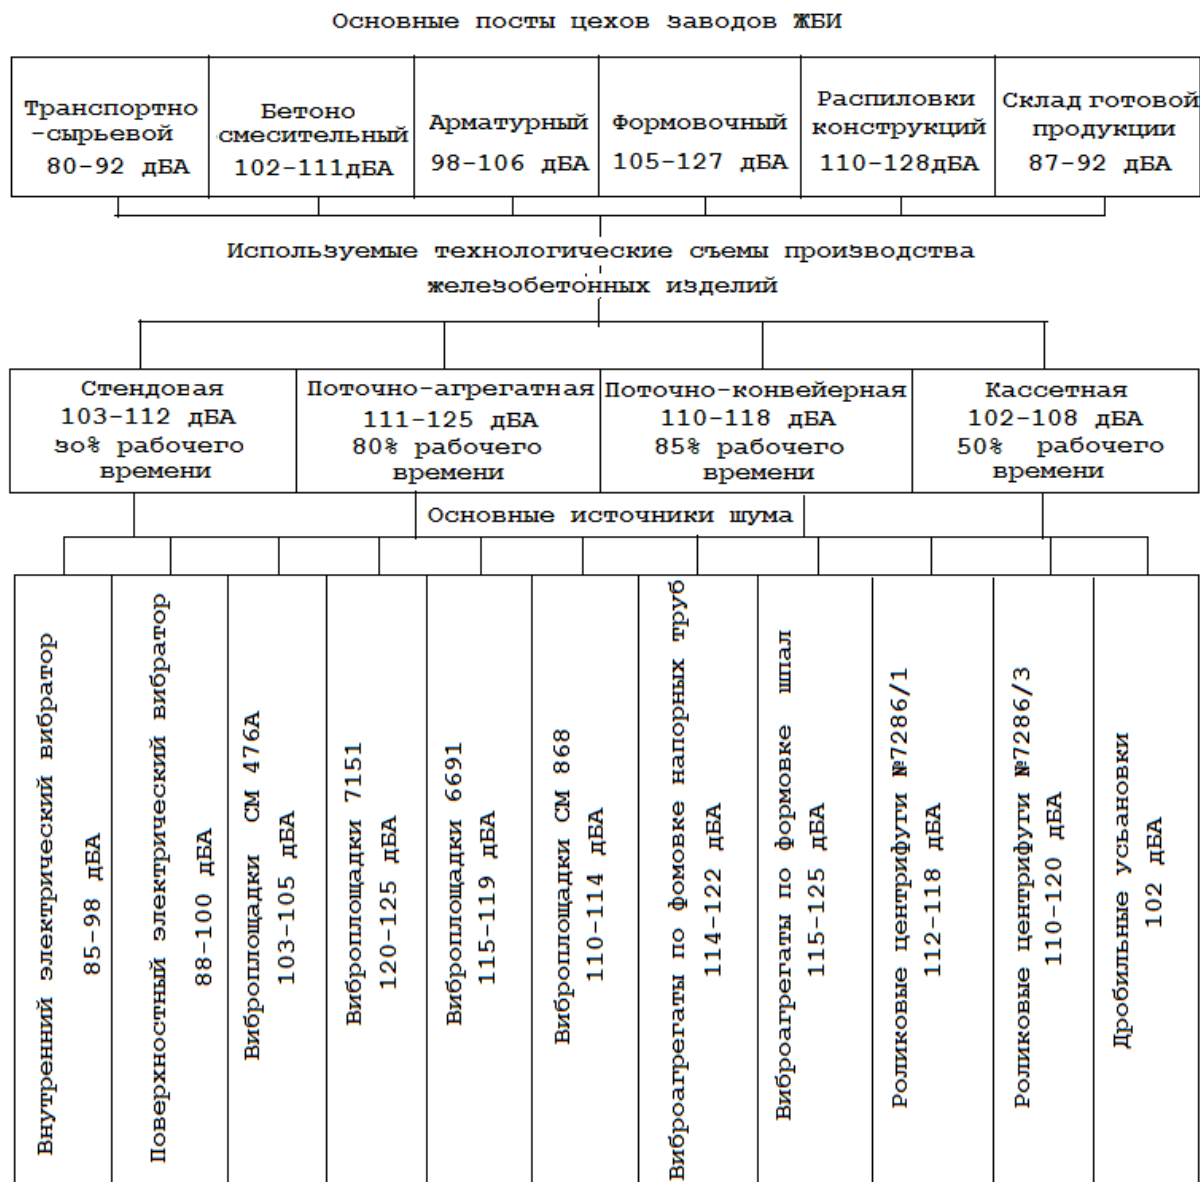 Основные посты цехов заводов ЖБИ
Транспортно
-сырьевой
80-92 дБА
Бетоно
смесительный
102-111дБА
Арматурный
98-106 дБА
Формовочный
105-127 дБА
Распиловки
конструкций
110-128дБА
Склад готовой
продукции
87-92 дБА
Используемые технологические съемы производства
железобетонных изделий
Стендовая
103-112 дБА
зо% рабочего
времени
Поточно-агрегатная
111-125 дБА
80% рабочего
времени
Поточно-конвейерная
110-118 дБА
85% рабочего
времени
Кассетная
102-108 дБА
50% рабочего
времени
Основные источники шума
Внутренний электрический вибратор
85-98 дБА
Поверхностный электрический вибратор
88-100 дБА
Виброплощадки СМ 476А
103-105 дБА
Виброплощадки 7151
120-125 дБА
Виброплощадки 6691
115-119 дБА
Виброплощадки СМ 868
110-114 дБА
Виброагрегаты по фомовке напорных труб
114-122 дБА
Виброагрегаты по формовке шпал
115-125 дБА
Роликовые центрифуги №7286/1
112-118 дБА
Роликовые центрифуги №7286/3
110-120 дБА
Дробильные усьановки
102 дБА